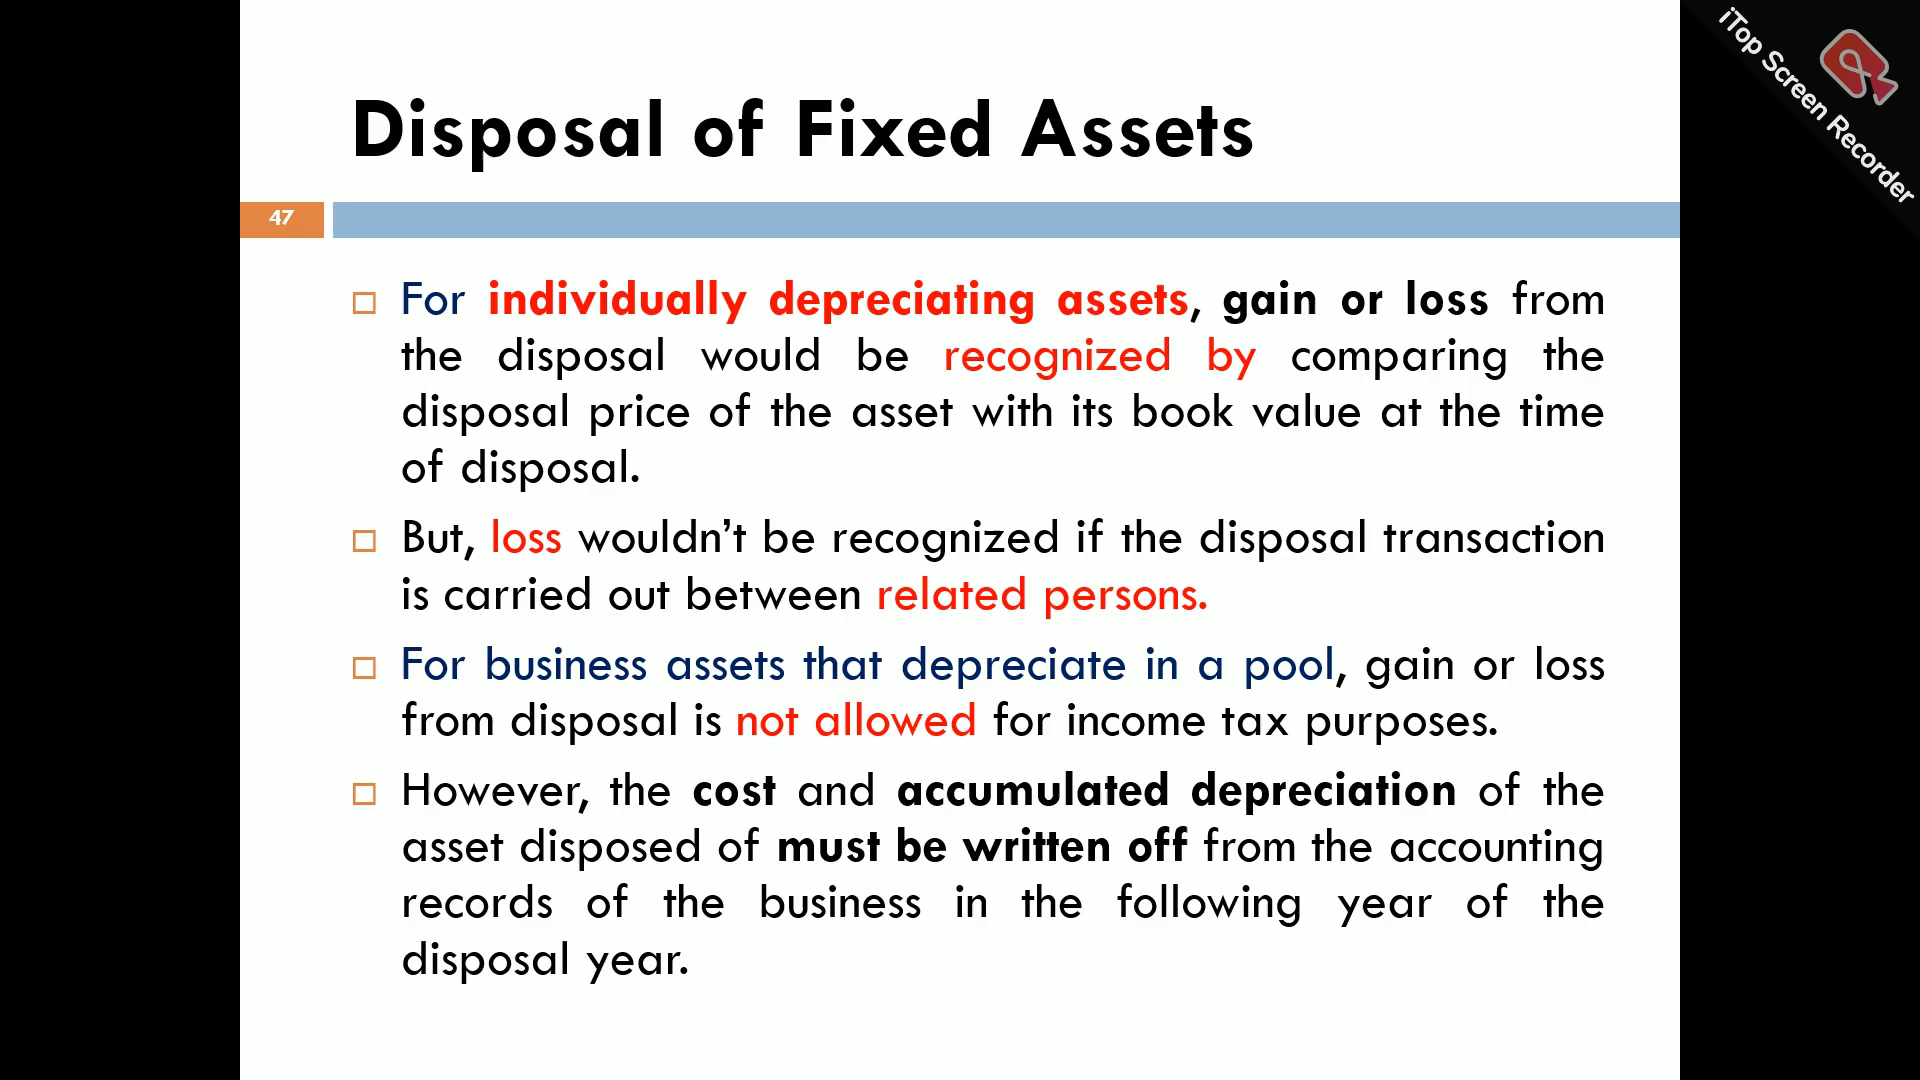 Disposal of Fixed Assets
iTop Screen Recorder
47
For individually depreciating assets, gain or loss from
the disposal would be recognized by comparing the
disposal price of the asset with its book value at the time
of disposal.
But, loss wouldn’t be recognized if the disposal transaction
is carried out between related persons.
For business assets that depreciate in a pool, gain or loss
from disposal is not allowed for income tax purposes.
However, the cost and accumulated depreciation of the
asset disposed of must be written off from the accounting
records of the business in the following year of the
disposal year.